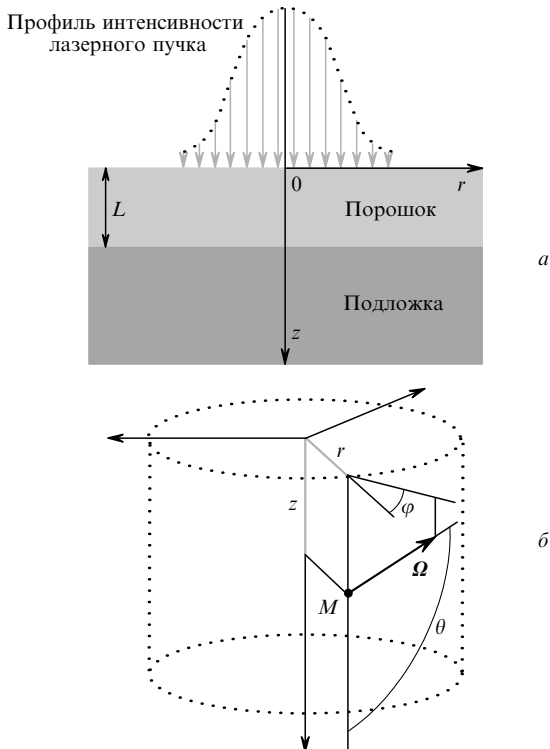 Профиль интенсивности
лазерного пучка
0
r
L
Порошок
а
Подложка
z
r
z
φ
б
Ω
M
θ